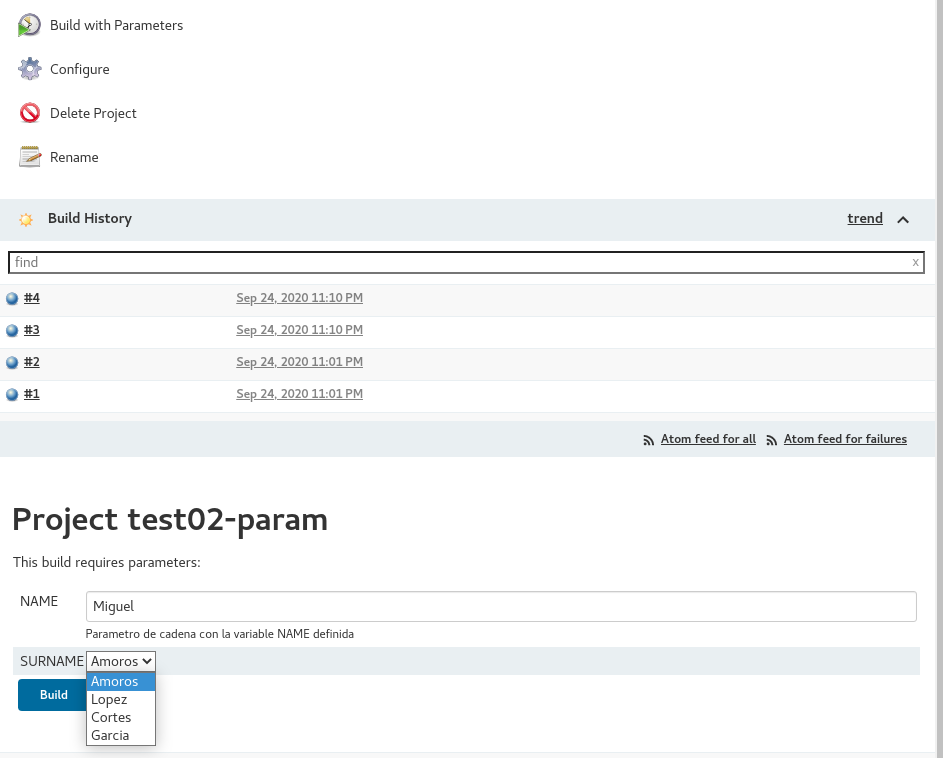 Build with Parameters
Configure
Delete Project
Rename
Build History trend
find x
#4 Sep 24, 2020 11:10 PM
#3 Sep 24, 2020 11:10 PM
#2 Sep 24, 2020 11:01 PM
#1 Sep 24, 2020 11:01 PM
Atom feed for all Atom feed for failures
Project test02-param
This build requires parameters:
NAME Miguel
Parametro de cadena con la variable NAME definida
SURNAME Amoros
Amoros
Build
Lopez
Cortes
Garcia